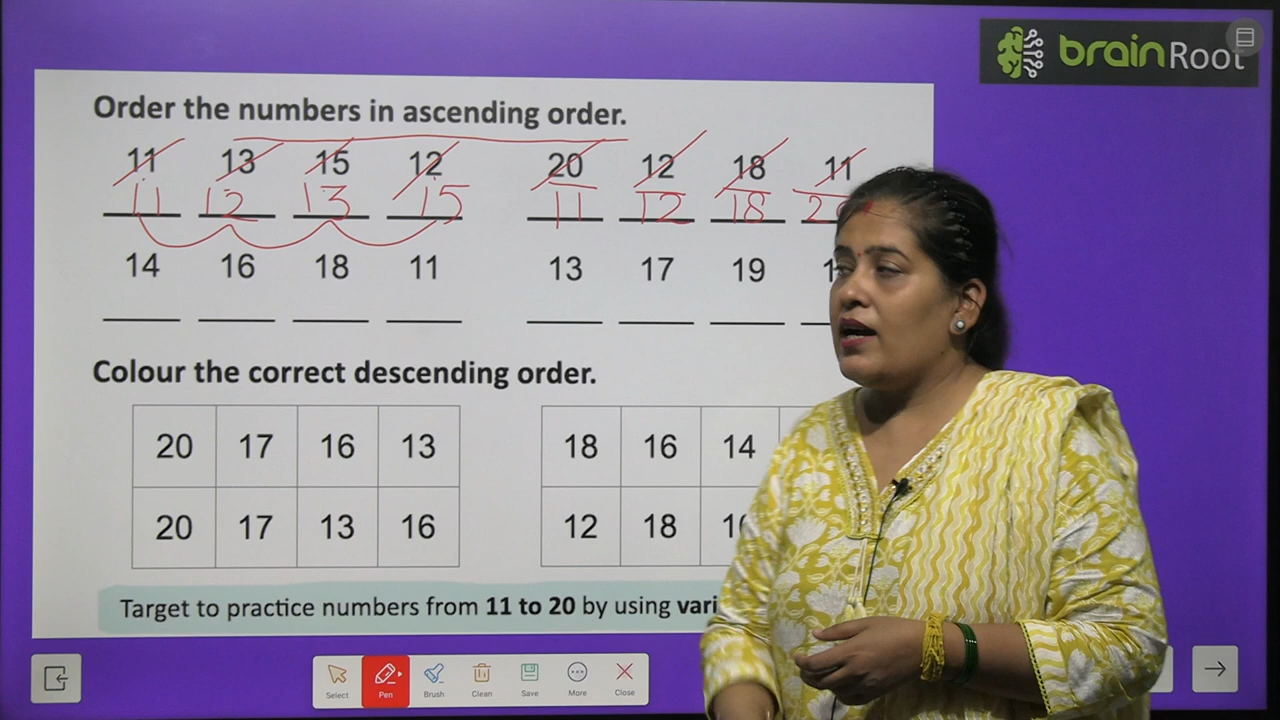 brainRoot
Order the numbers in ascending order.
11 13 15 12 20 12 18 11
11 12 13 15 11 12 18
14 16 18 11 13 17 19
Colour the correct descending order.
20 17 16 13 18 16 14
20 17 13 16 12 18
Target to practice numbers from 11 to 20 by using
Select Pen Brush Clean Save More Close